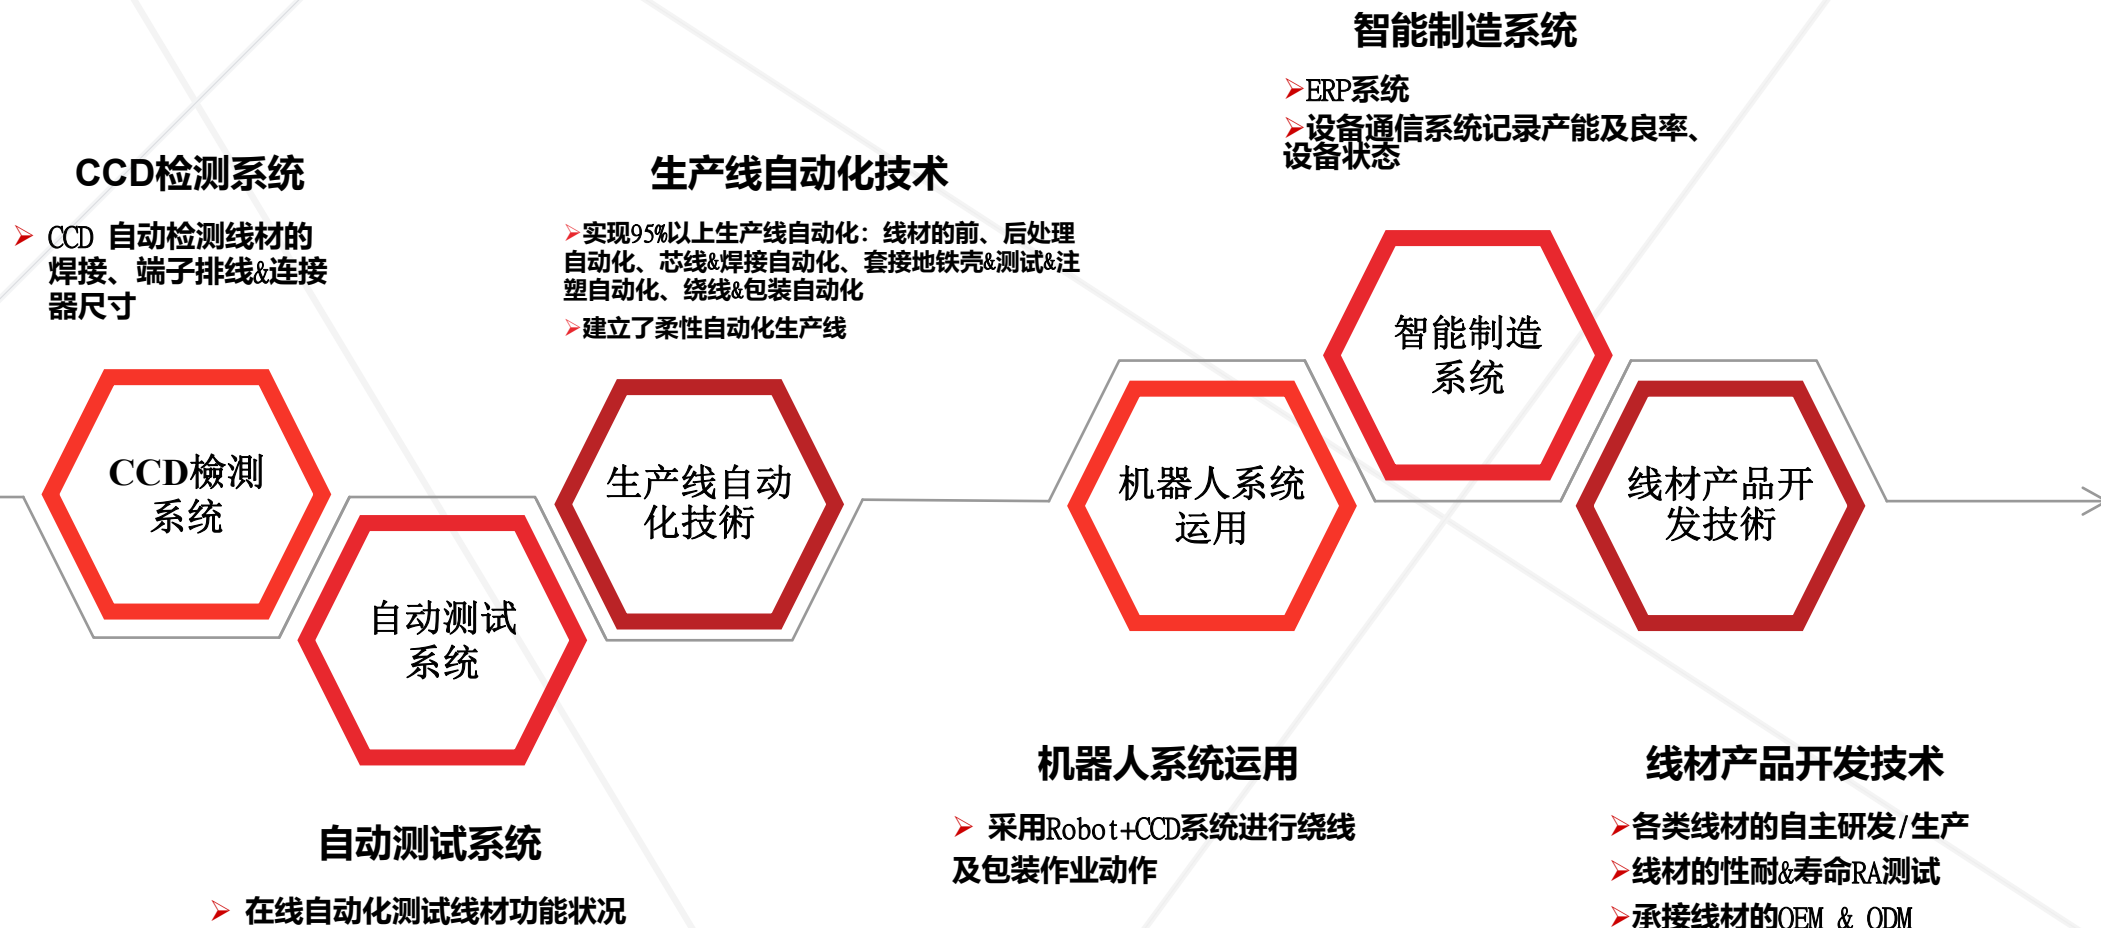 智能制造系统
➢ERP系统
➢设备通信系统记录产能及良率、
设备状态
CCD检测系统
➢ CCD 自动检测线材的
焊接、端子排线&连接
器尺寸
生产线自动化技术
➢实现95%以上生产线自动化：线材的前、后处理
自动化、芯线&焊接自动化、套接地铁壳&测试&注
塑自动化、绕线&包装自动化
➢建立了柔性自动化生产线
CCD檢測
系统
自动测试
系统
生产线自动
化技術
机器人系统
运用
智能制造
系统
线材产品开
发技術
自动测试系统
➢ 在线自动化测试线材功能状况
机器人系统运用
➢ 采用Robot+CCD系统进行绕线
及包装作业动作
线材产品开发技术
➢各类线材的自主研发/生产
➢线材的性耐&寿命RA测试
➢承接线材的OEM & ODM